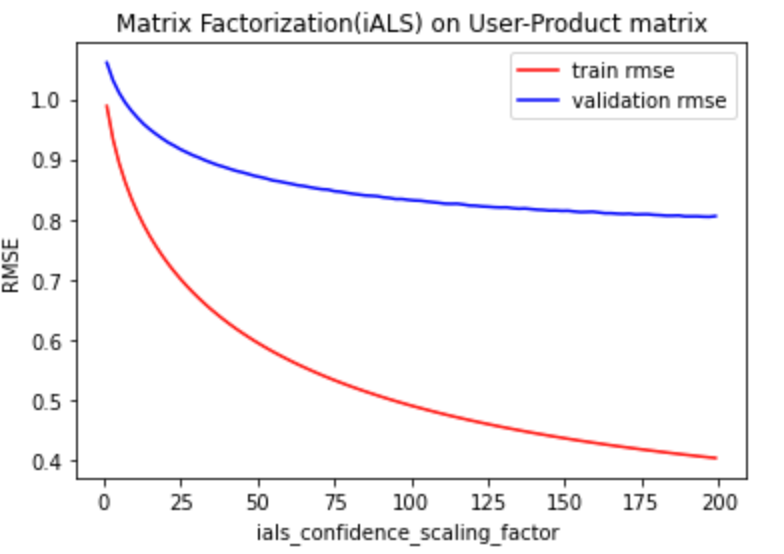 Matrix Factorization(iALS) on User-Product matrix
train rmse
validation rmse
1.0
0.9
0.8
0.7
0.6
0.5
0.4
RMSE
0 25 50 75 100 125 150 175 200
ials_confidence_scaling_factor